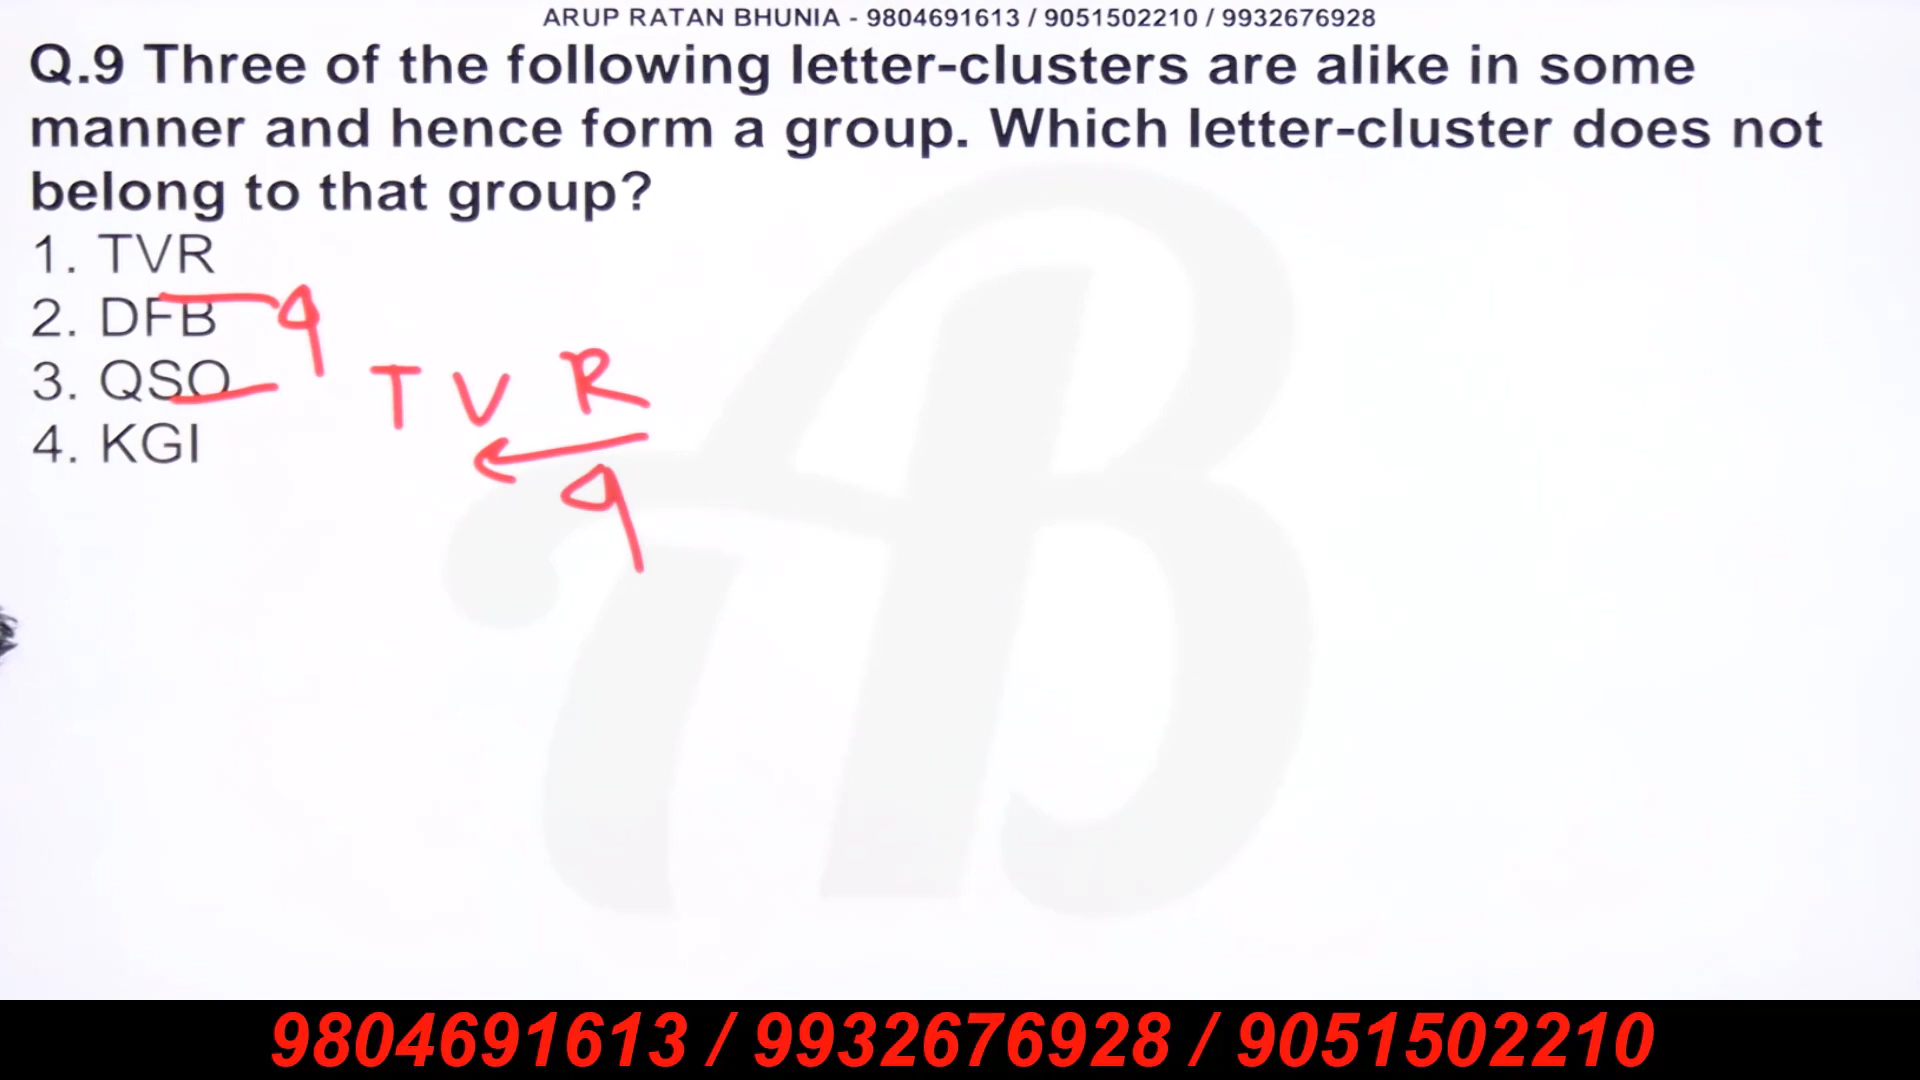 ARUP RATAN BHUNIA - 9804691613 / 9051502210 / 9932676928
Q.9 Three of the following letter-clusters are alike in some
manner and hence form a group. Which letter-cluster does not
belong to that group?
1. TVR
2. DFB
3. QSO
4. KGI
T V R
9804691613 / 9932676928 / 9051502210